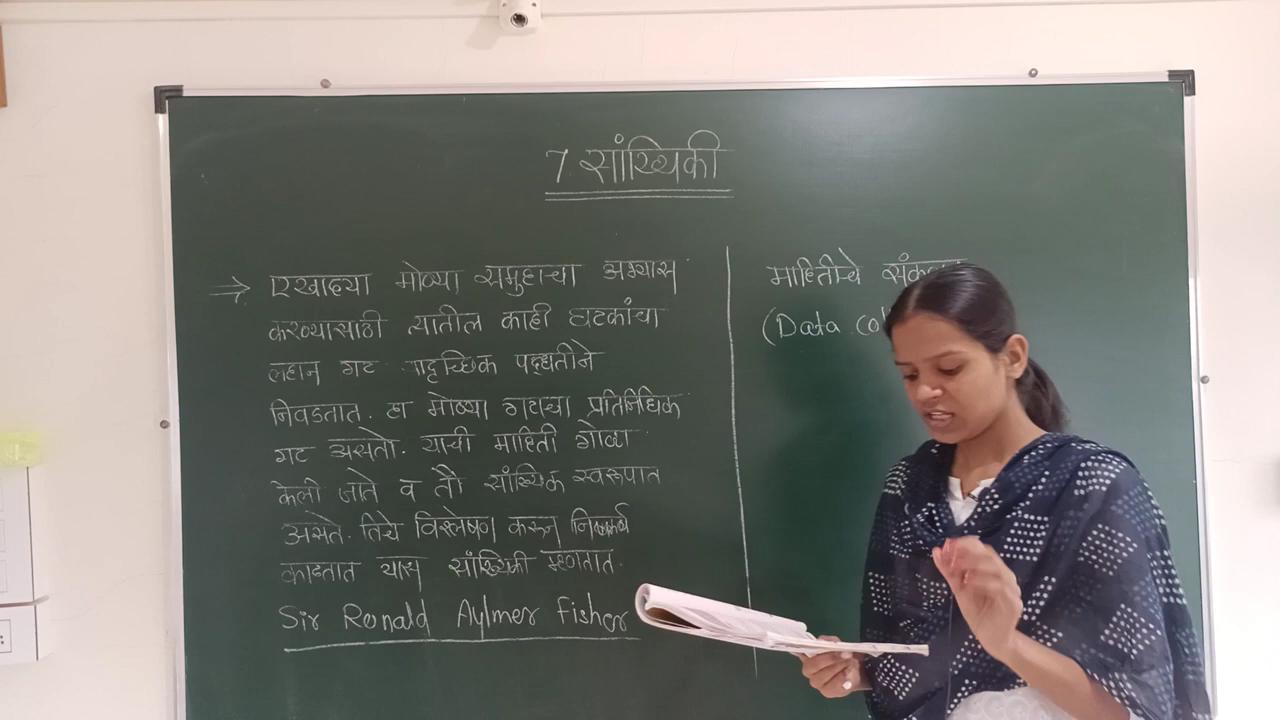 7. सांख्यिकी
एखाद्या मोठ्या समुहाचा अभ्यास
करण्यासाठी त्यातील काही घटकांचा
लहान गट यादृच्छिक पद्धतीने
निवडतात. हा मोठ्या गटाचा प्रतिनिधिक
गट असतो. याची माहिती गोळा
केली जाते व ती सांख्यिक स्वरूपात
असते. तिचे विश्लेषण करून निष्कर्ष
काढतात यास सांख्यिकी म्हणतात.
Sir Ronald Aylmer Fisher
माहितीचे
(Data